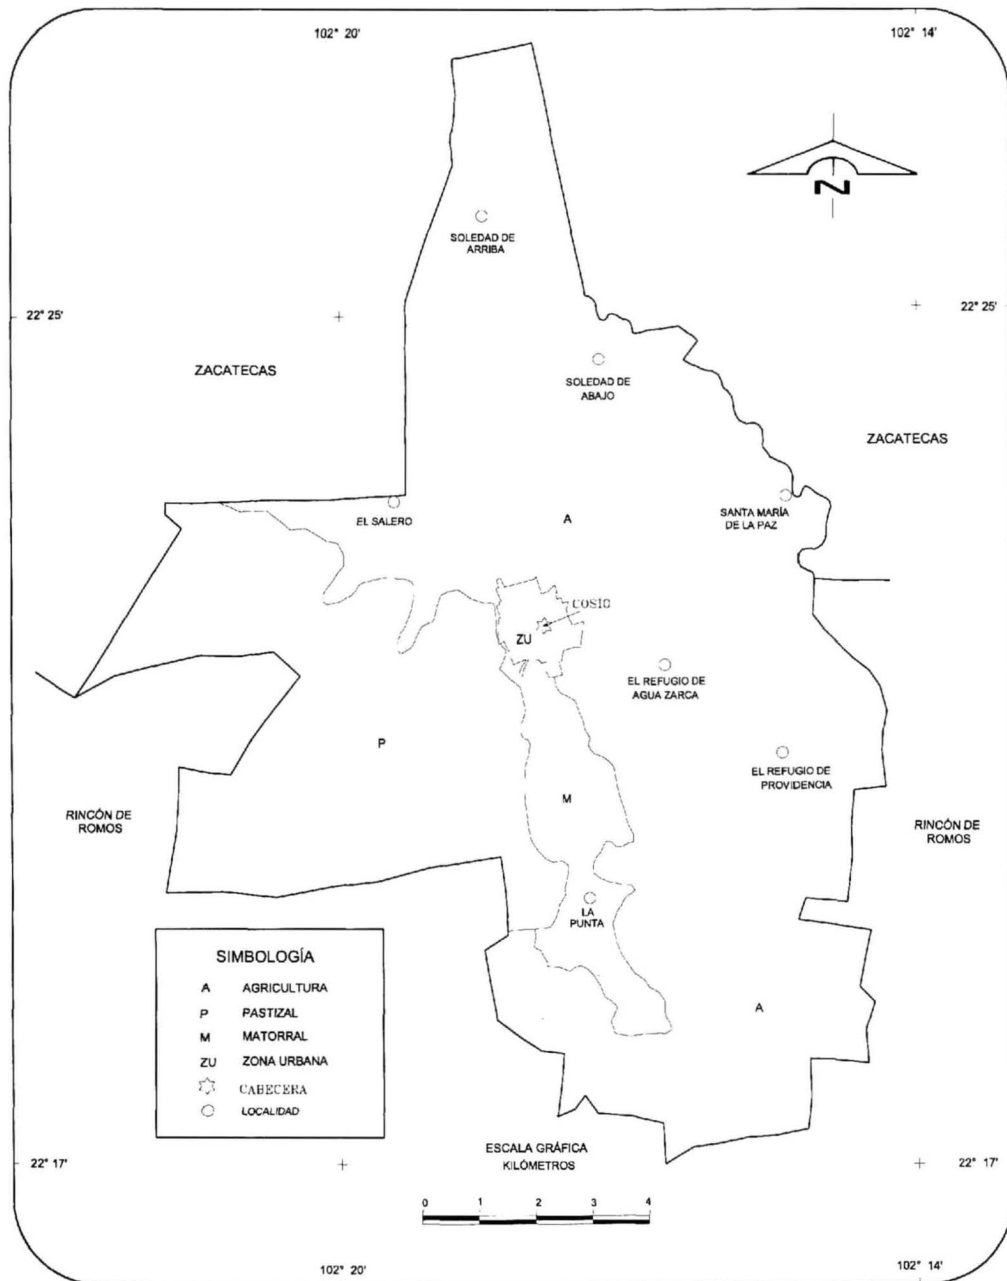 102° 20'
102° 14'
N
SOLEDAD DE
ARRIBA
22° 25'
22° 25'
ZACATECAS
SOLEDAD DE
ABAJO
ZACATECAS
EL SALERO
A
SANTA MARÍA
DE LA PAZ
COSIO
ZU
EL REFUGIO DE
AGUA ZARCA
P
EL REFUGIO DE
PROVIDENCIA
M
RINCÓN DE
ROMOS
RINCÓN DE
ROMOS
LA
PUNTA
SIMBOLOGÍA
A AGRICULTURA
P PASTIZAL
M MATORRAL
ZU ZONA URBANA
CABECERA
LOCALIDAD
A
ESCALA GRÁFICA
KILÓMETROS
22° 17'
22° 17'
0 1 2 3 4
102° 20'
102° 14'